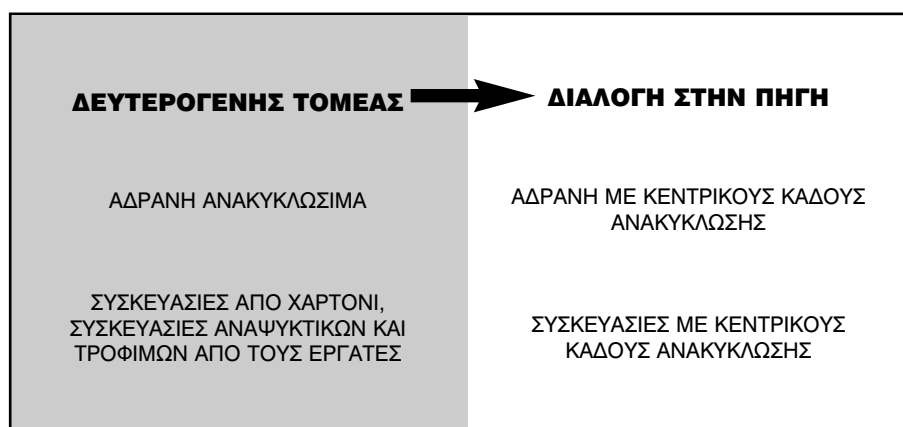 ΔΕΥΤΕΡΟΓΕΝΗΣ ΤΟΜΕΑΣ
ΔΙΑΛΟΓΗ ΣΤΗΝ ΠΗΓΗ
ΑΔΡΑΝΗ ΑΝΑΚΥΚΛΩΣΙΜΑ
ΑΔΡΑΝΗ ΜΕ ΚΕΝΤΡΙΚΟΥΣ ΚΑΔΟΥΣ
ΑΝΑΚΥΚΛΩΣΗΣ
ΣΥΣΚΕΥΑΣΙΕΣ ΑΠΟ ΧΑΡΤΟΝΙ,
ΣΥΣΚΕΥΑΣΙΕΣ ΑΝΑΨΥΚΤΙΚΩΝ ΚΑΙ
ΤΡΟΦΙΜΩΝ ΑΠΟ ΤΟΥΣ ΕΡΓΑΤΕΣ
ΣΥΣΚΕΥΑΣΙΕΣ ΜΕ ΚΕΝΤΡΙΚΟΥΣ
ΚΑΔΟΥΣ ΑΝΑΚΥΚΛΩΣΗΣ